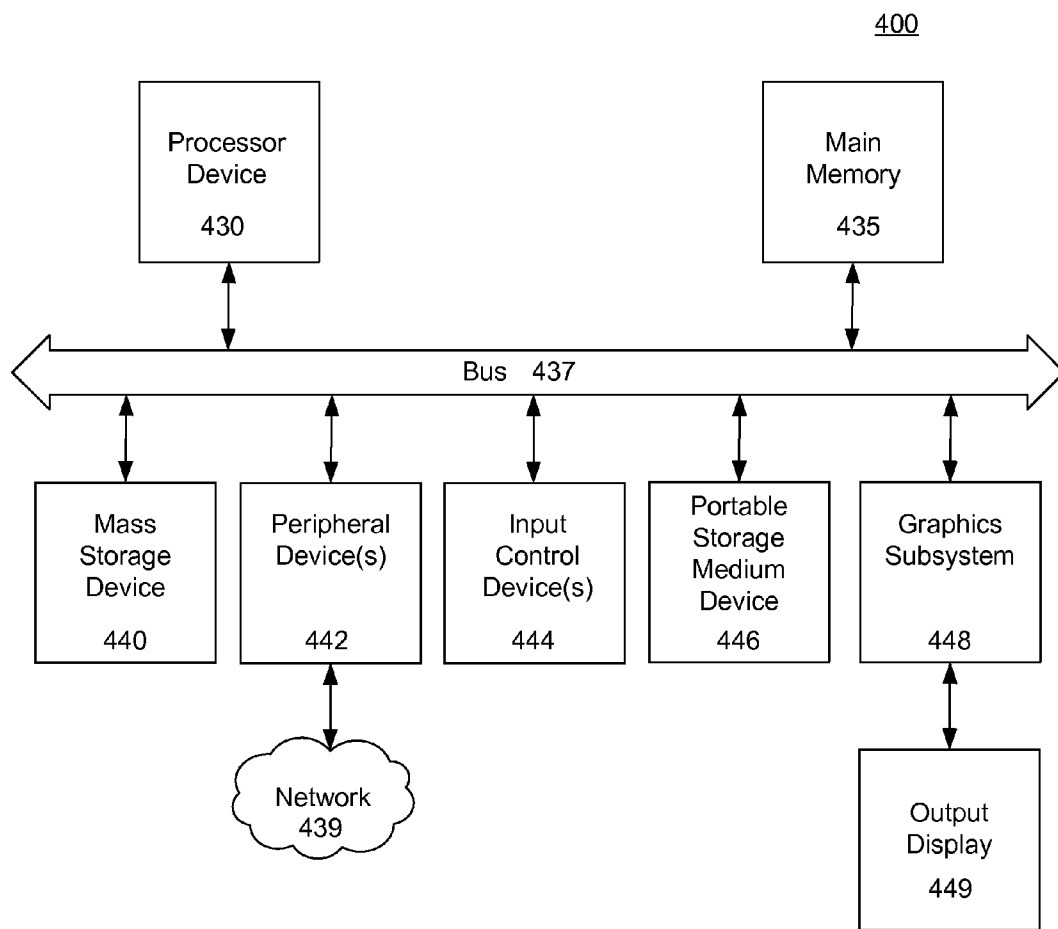 400
Processor
Device
430
Main
Memory
435
Bus 437
Mass
Storage
Device
440
Peripheral
Device(s)
442
Input
Control
Device(s)
444
Portable
Storage
Medium
Device
446
Graphics
Subsystem
448
Network
439
Output
Display
449